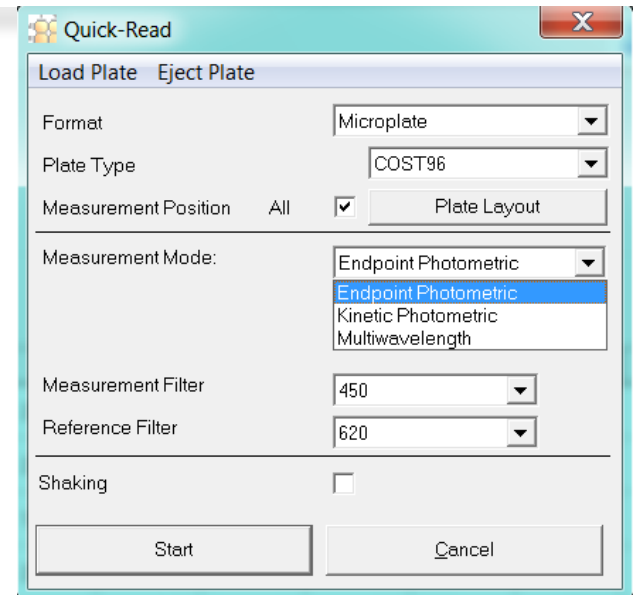 Quick-Read
X
Load Plate Eject Plate
Format Microplate
Plate Type COST96
Measurement Position All Plate Layout
Measurement Mode: Endpoint Photometric
Endpoint Photometric
Kinetic Photometric
Multiwavelength
Measurement Filter 450
Reference Filter 620
Shaking
Start Cancel